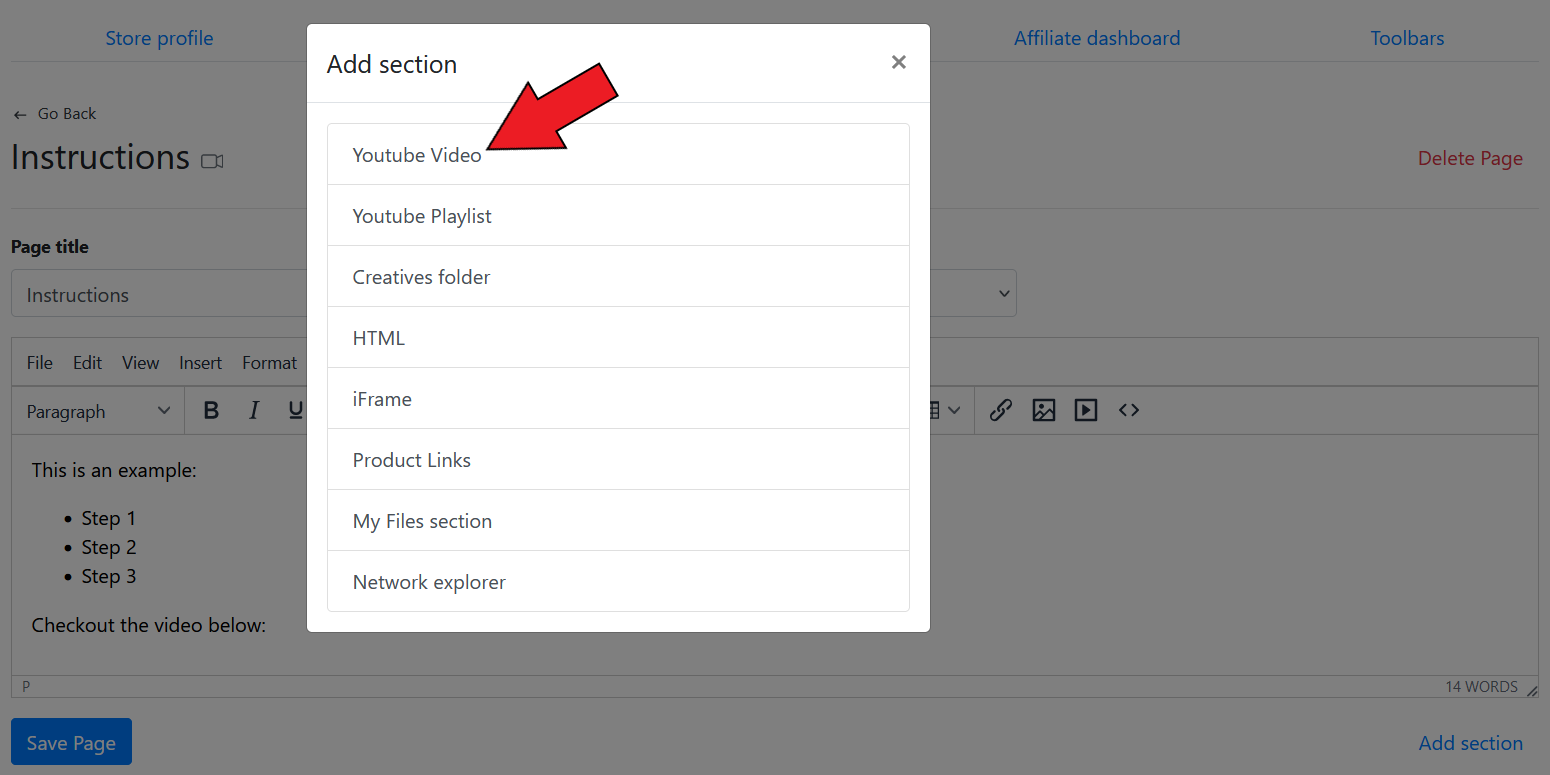 Store profile
Affiliate dashboard
Toolbars
Add section
Go Back
Instructions
Delete Page
Page title
Instructions
Youtube Video
Youtube Playlist
Creatives folder
HTML
iFrame
Product Links
My Files section
Network explorer
File Edit View Insert Format
Paragraph B I U
This is an example:
• Step 1
• Step 2
• Step 3
Checkout the video below:
P
14 WORDS
Save Page
Add section